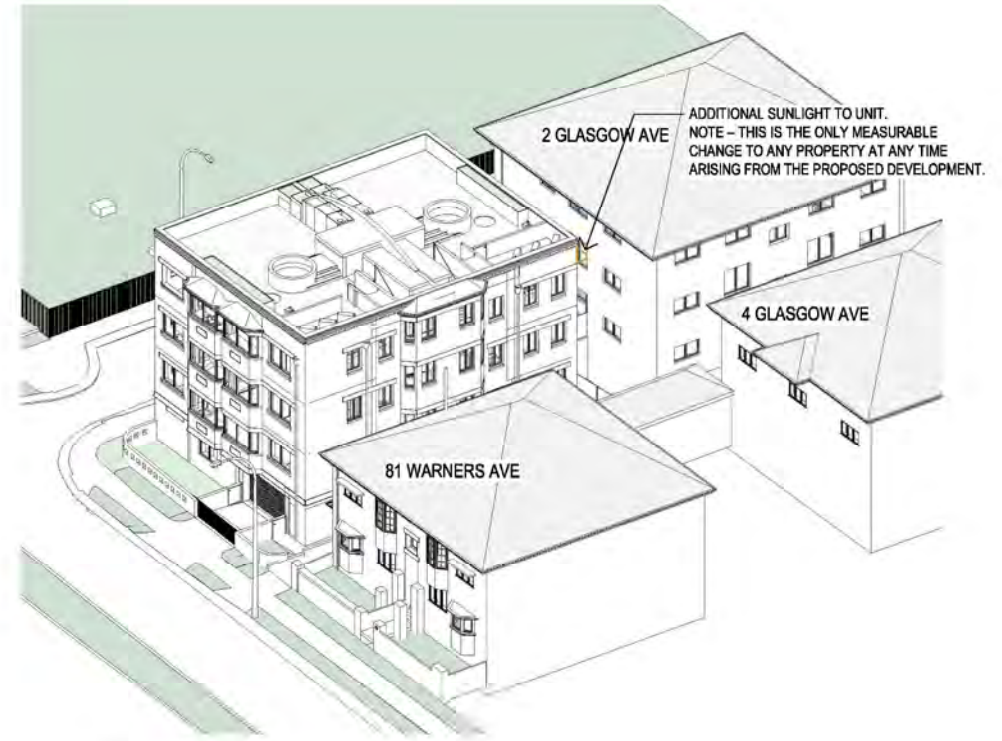 ADDITIONAL SUNLIGHT TO UNIT.
2 GLASGOW AVE
NOTE – THIS IS THE ONLY MEASURABLE
CHANGE TO ANY PROPERTY AT ANY TIME
ARISING FROM THE PROPOSED DEVELOPMENT.
4 GLASGOW AVE
81 WARNERS AVE